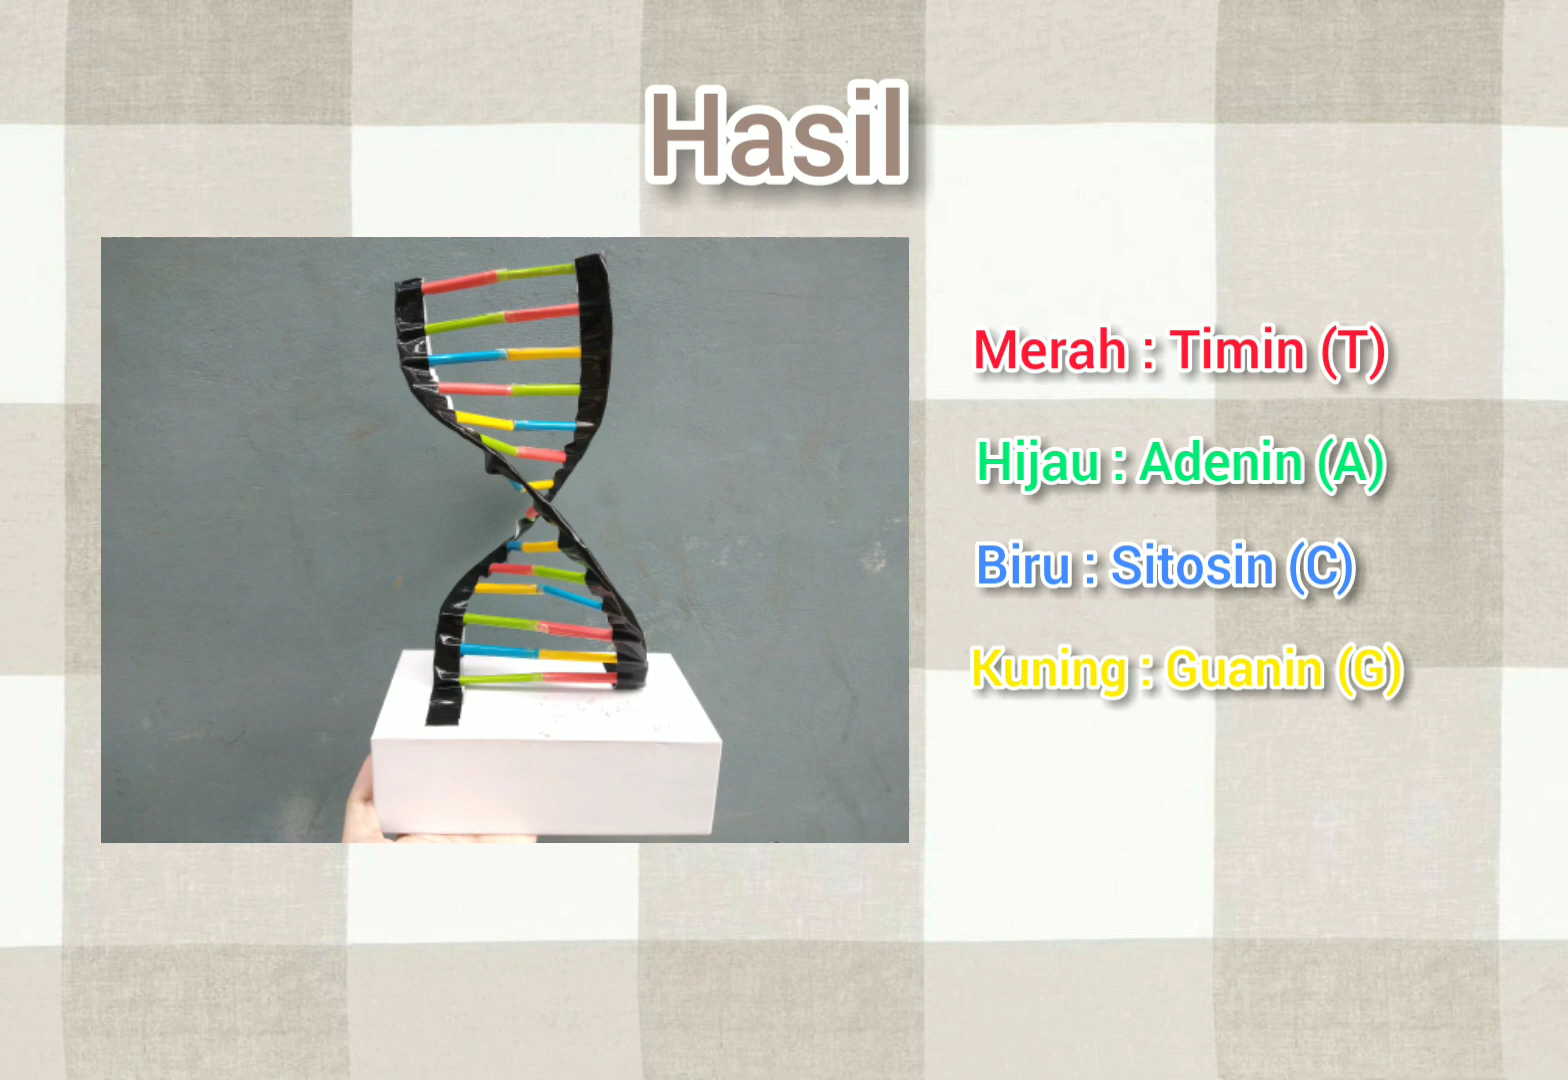 Hasil
Merah : Timin (T)
Hijau : Adenin (A)
Biru : Sitosin (C)
Kuning : Guanin (G)